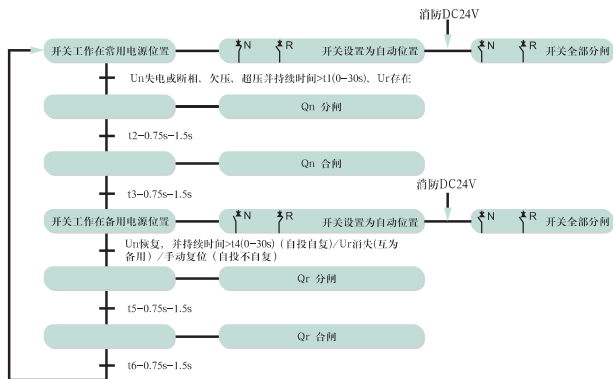 消防DC24V
开关工作在常用电源位置
N
R
开关设置为自动位置
N
R
开关全部分闸
Un失电或断相，欠压，超压并持续时间>t1(0-30s)，Ur存在
Qn 分闸
t2-0.75s-1.5s
Qn 合闸
t3-0.75s-1.5s
消防DC24V
开关工作在备用电源位置
N
R
开关设置为自动位置
N
R
开关全部分闸
Un恢复，并持续时间>t4(0-30s)（自投自复)/Ur消失(互为
备用）/手动复位（自投不自复）
Qr 分闸
t5-0.75s-1.5s
Qr 合闸
t6-0.75s-1.5s